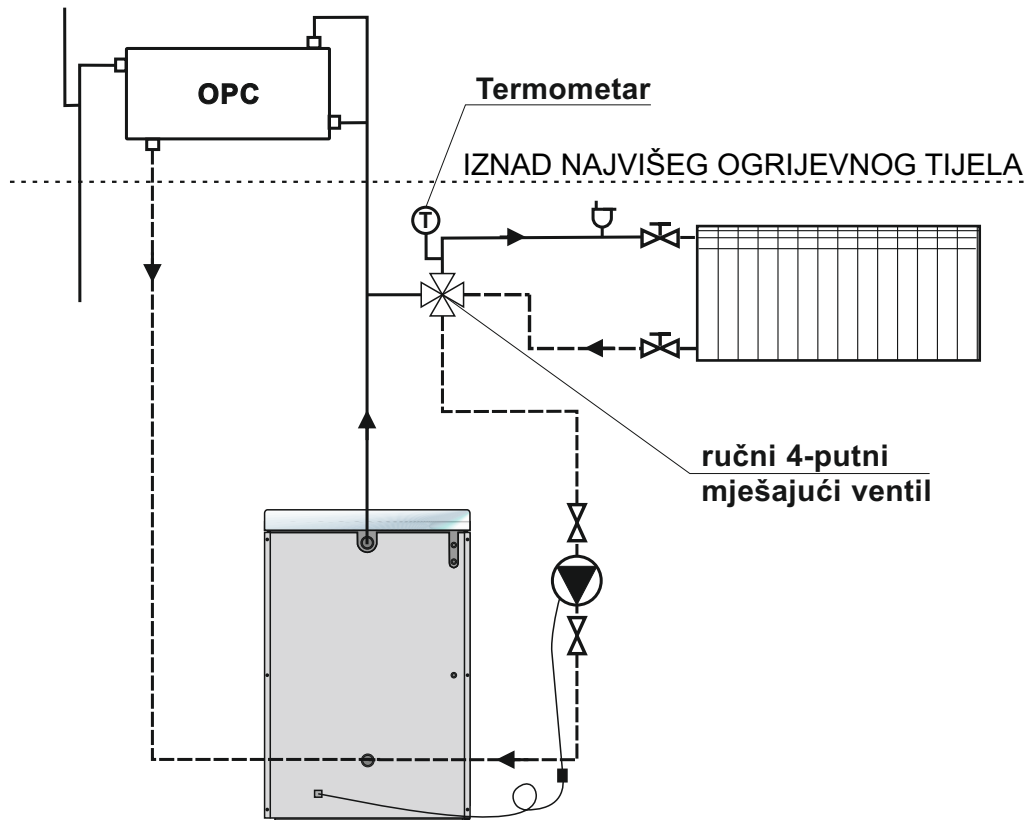 OPC
Termometar
IZNAD NAJVIŠEG OGRIJEVNOG TIJELA
T
ručni 4-putni
mješajući ventil